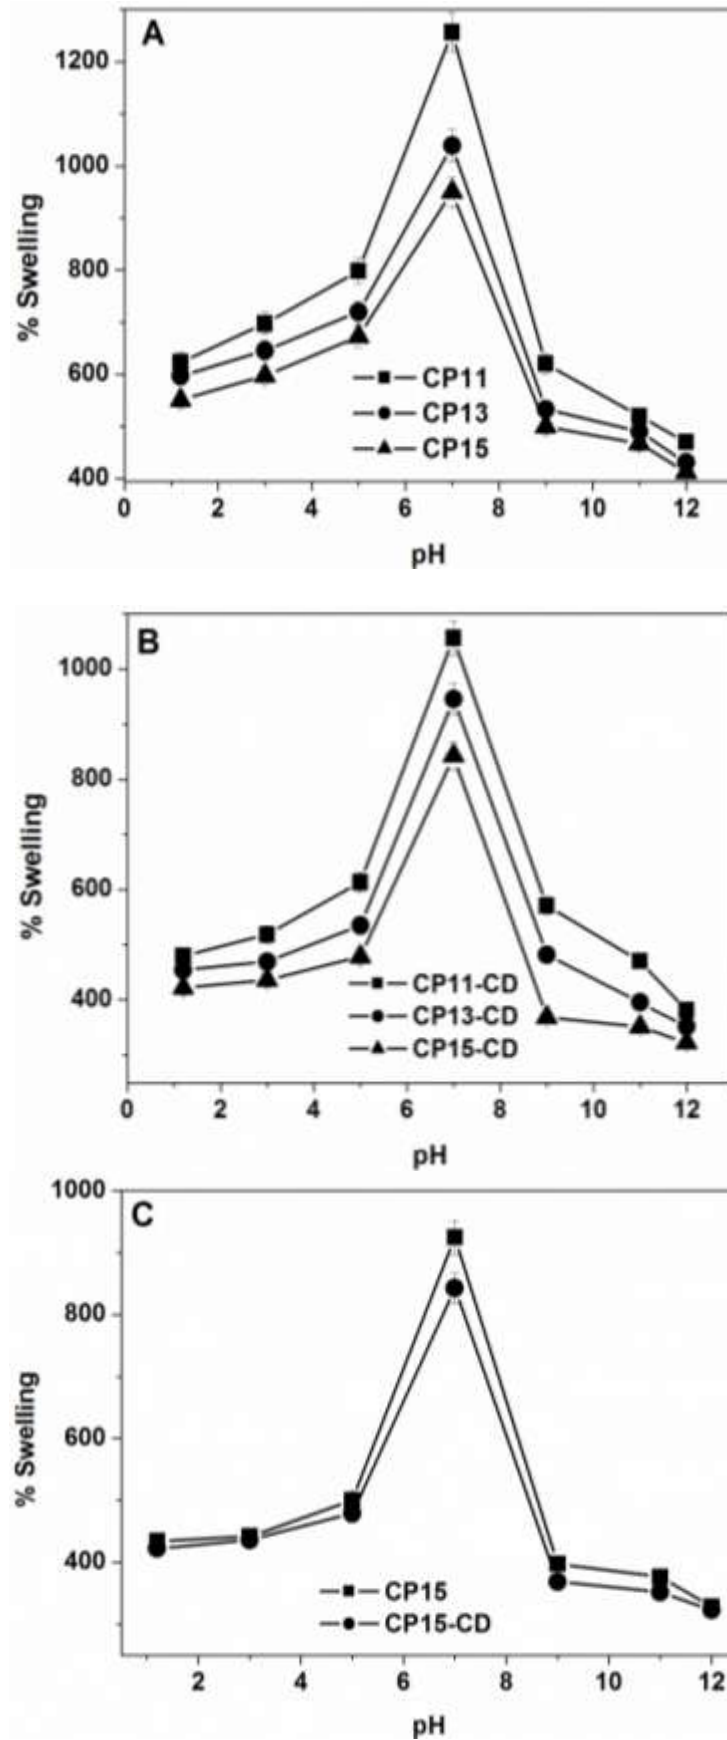 A
1200
1000
800
600
400
% Swelling
CP11
CP13
CP15
0 2 4 6 8 10 12
pH
B
1000
800
600
400
% Swelling
CP11-CD
CP13-CD
CP15-CD
0 2 4 6 8 10 12
pH
C
1000
800
600
400
% Swelling
CP15
CP15-CD
2 4 6 8 10 12
pH